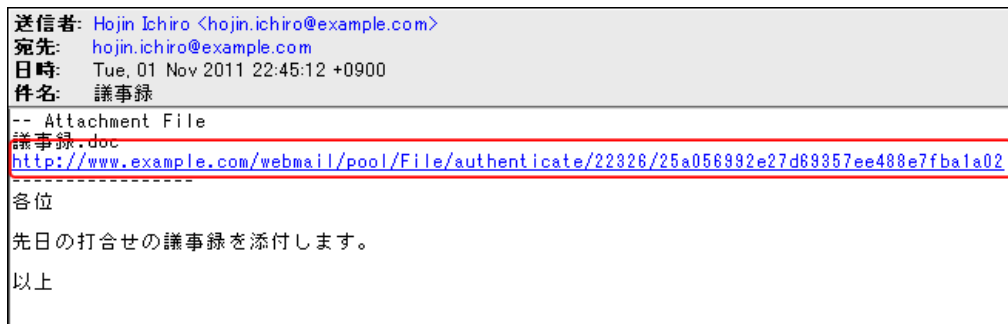 送信者: Hojin Ichiro <hojin.ichiro@example.com>
宛先: hojin.ichiro@example.com
日時: Tue, 01 Nov 2011 22:45:12 +0900
件名: 議事録
-- Attachment File
議事録.doc
http://www.example.com/webmail/pool/File/authenticate/22326/25a056992e27d69357ee488e7fba1a02
-----------------
各位
先日の打合せの議事録を添付します。
以上